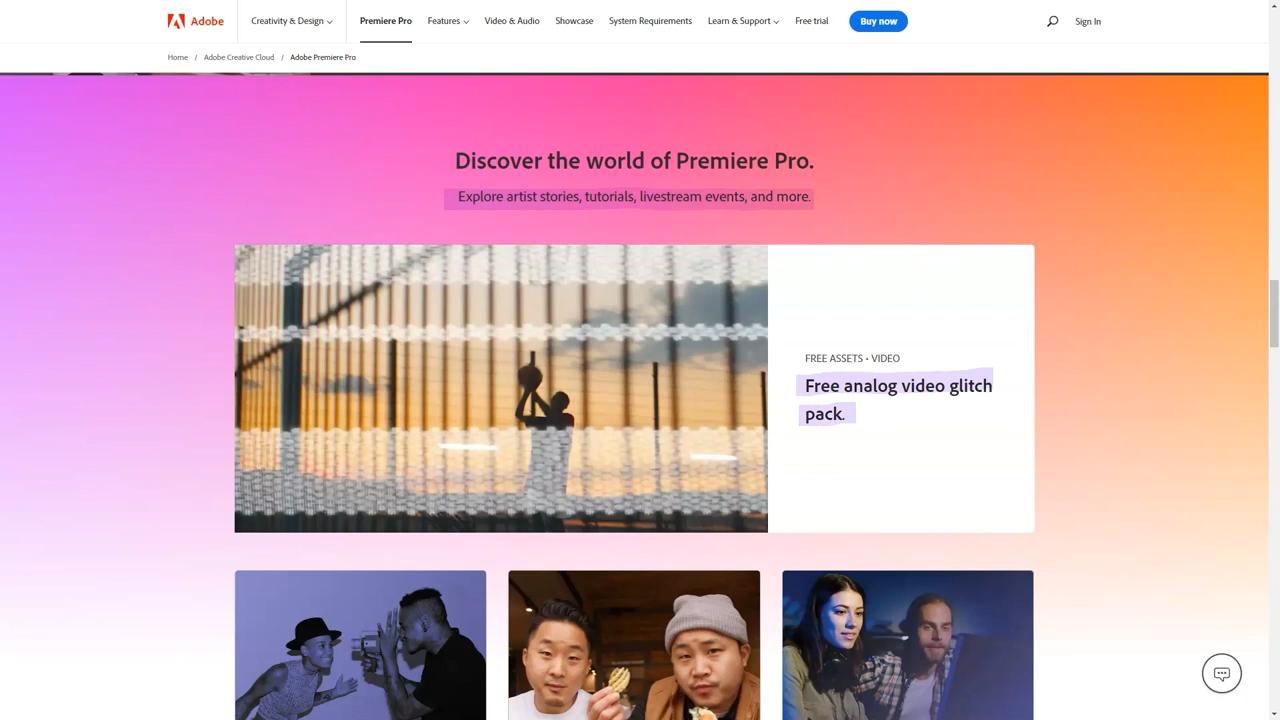 Adobe
Creativity & Design
Premiere Pro
Features
Video & Audio
Showcase
System Requirements
Learn & Support
Free trial
Buy now
Sign In
Home / Adobe Creative Cloud / Adobe Premiere Pro
Discover the world of Premiere Pro.
Explore artist stories, tutorials, livestream events, and more.
FREE ASSETS • VIDEO
Free analog video glitch
pack.